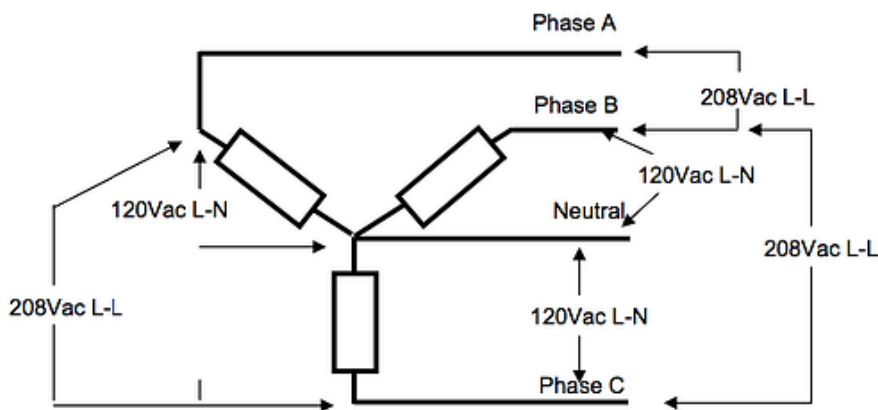 Phase A
208Vac L-L
Phase B
120Vac L-N
120Vac L-N
Neutral
208Vac L-L
208Vac L-L
120Vac L-N
Phase C